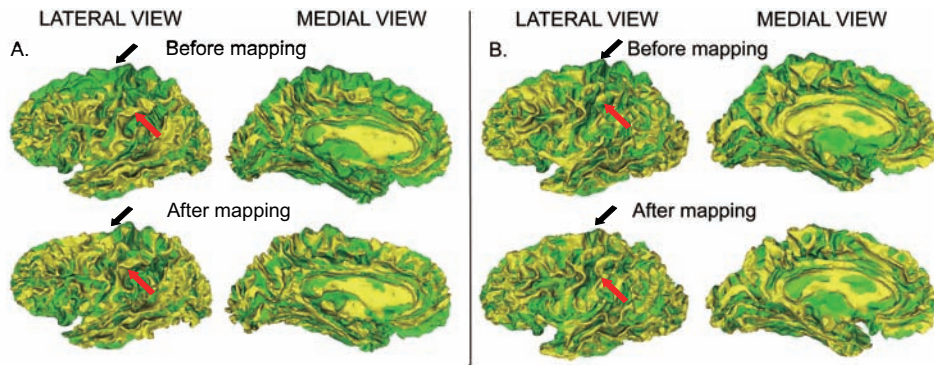 LATERAL VIEW MEDIAL VIEW
A. Before mapping
After mapping
LATERAL VIEW MEDIAL VIEW
B. Before mapping
After mapping